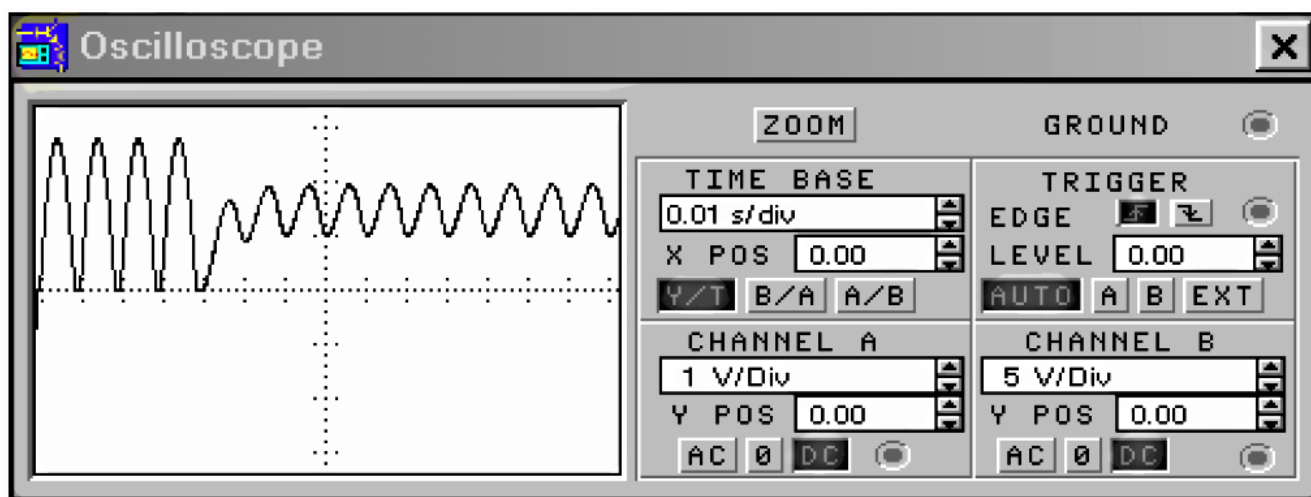 Oscilloscope
ZOOM
GROUND
TIME BASE
0.01 s/div
X POS 0.00
Y/T B/A A/B
TRIGGER
EDGE
LEVEL 0.00
AUTO A B EXT
CHANNEL A
1 V/Div
Y POS 0.00
AC 0 DC
CHANNEL B
5 V/Div
Y POS 0.00
AC 0 DC